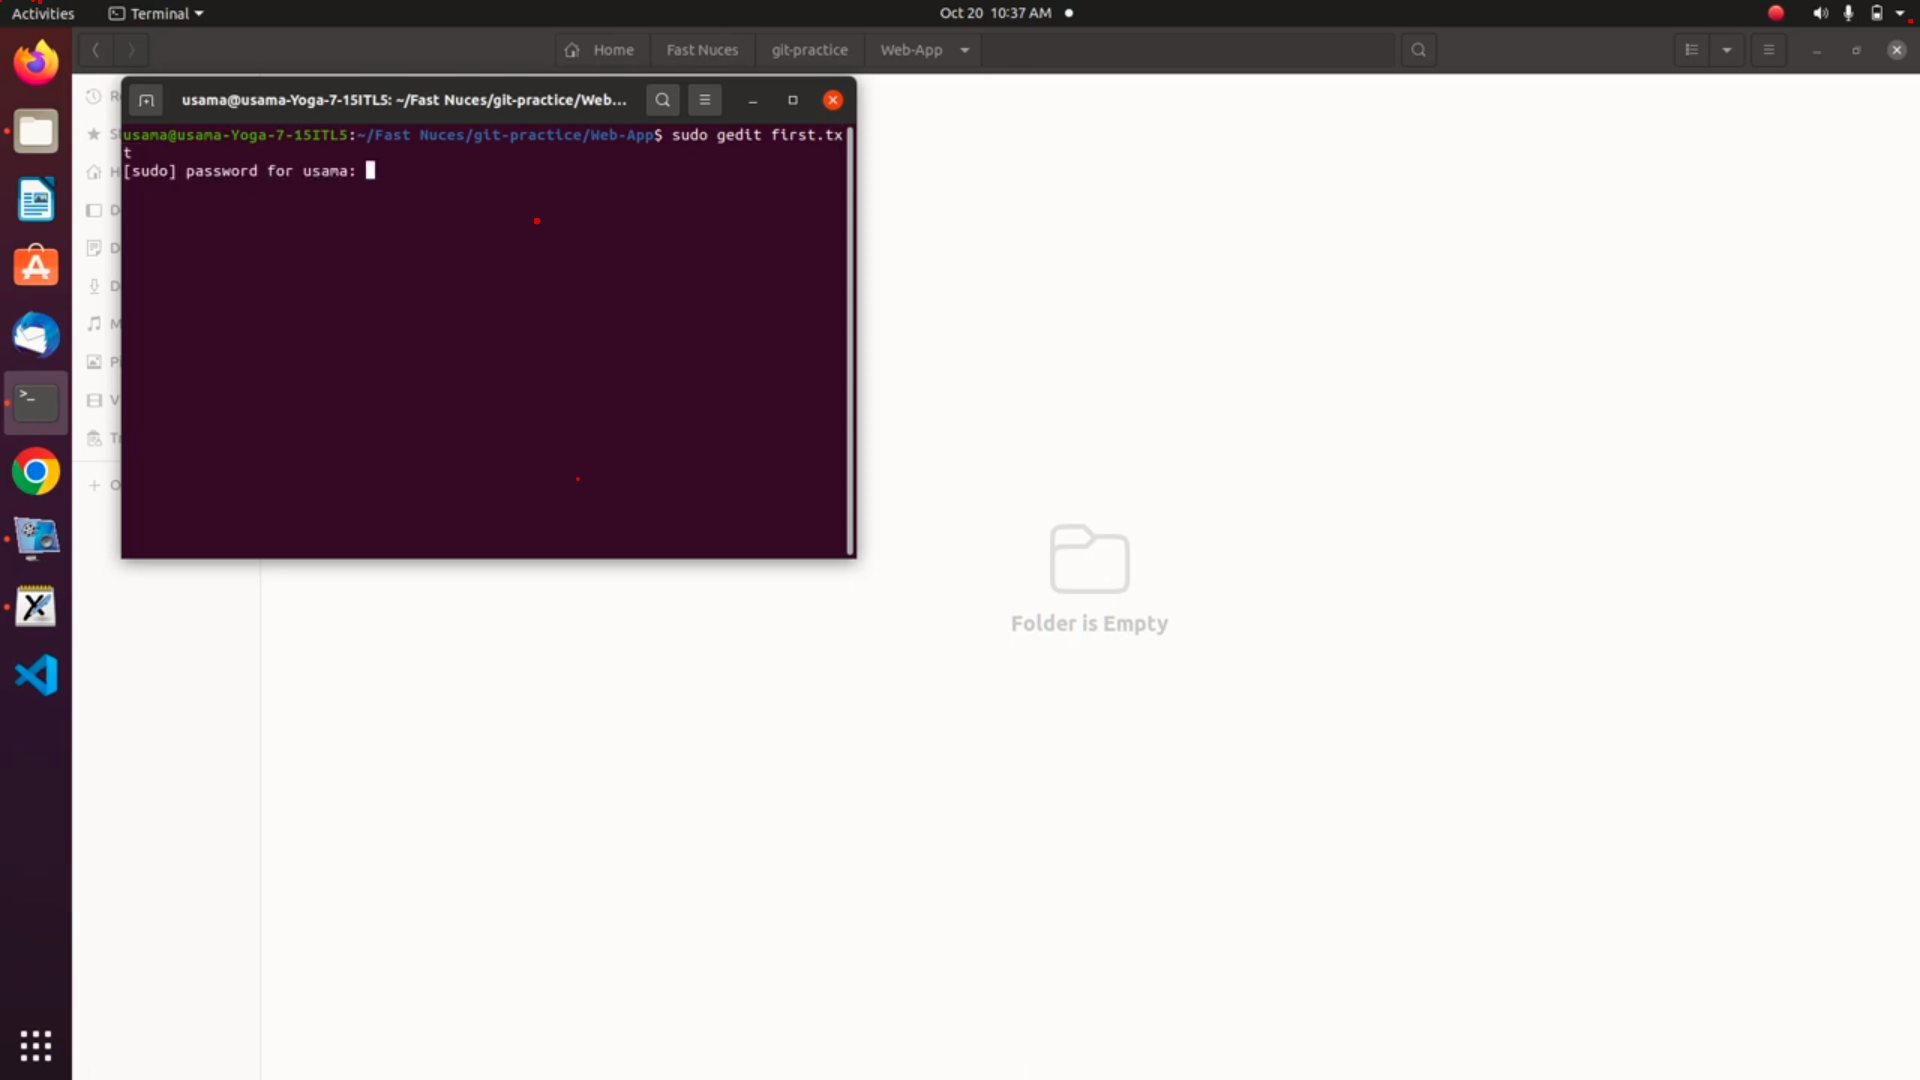 Activities Terminal Oct 20 10:37 AM
Home Fast Nuces git-practice Web-App
usama@usama-Yoga-7-15ITL5: ~/Fast Nuces/git-practice/Web...
usama@usama-Yoga-7-15ITL5:~/Fast Nuces/git-practice/Web-App$ sudo gedit first.tx
t
[sudo] password for usama:
Folder is Empty